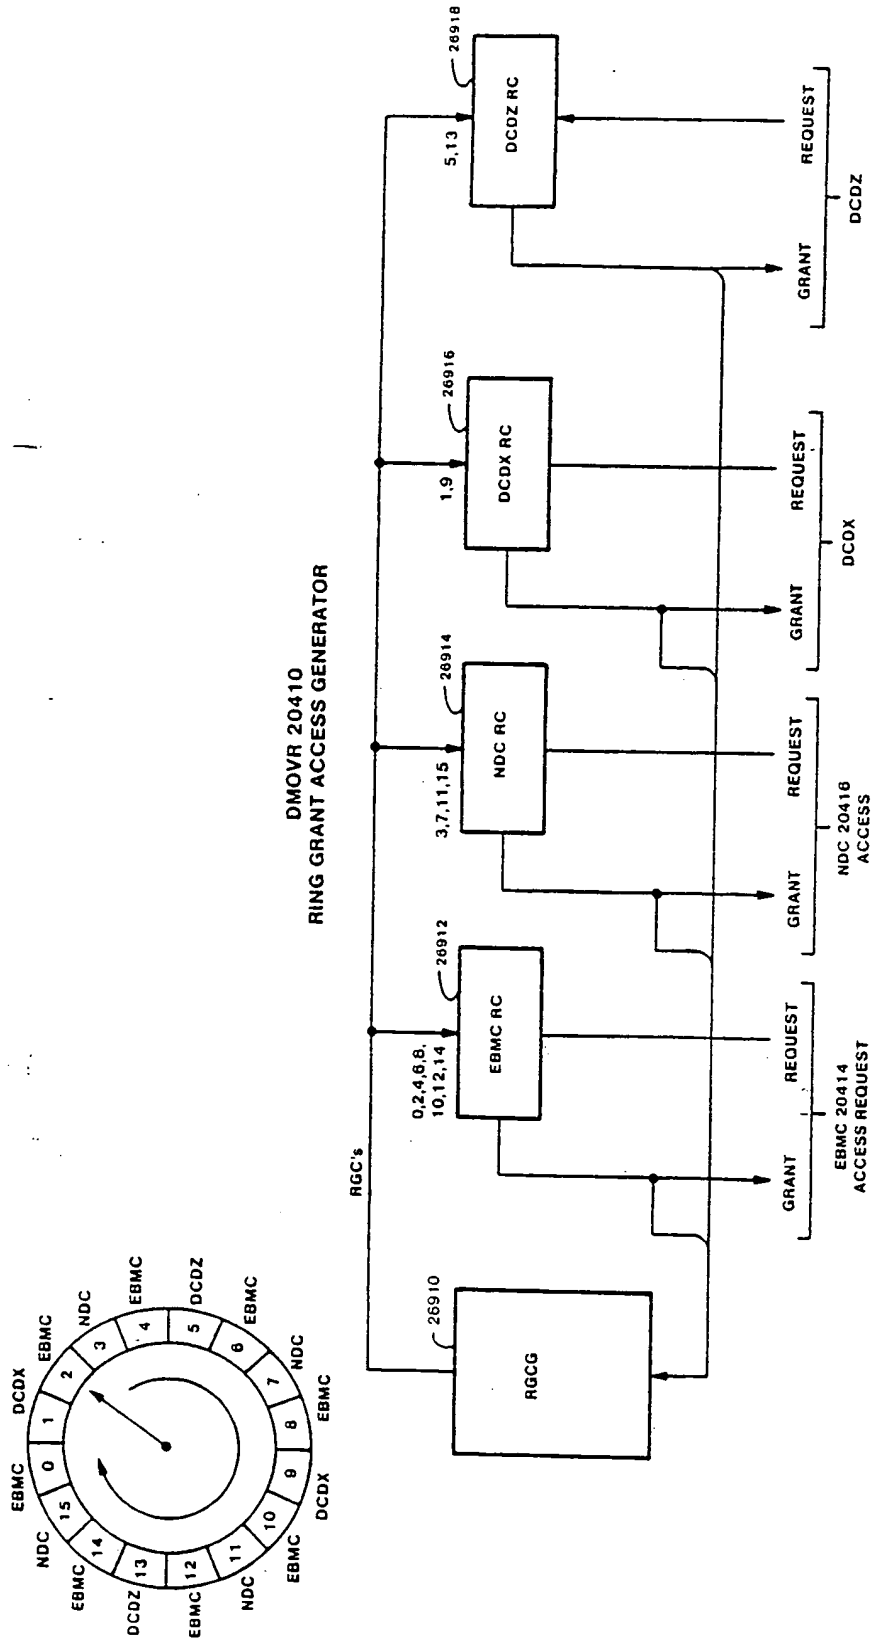 DMOVR 20410
RING GRANT ACCESS GENERATOR
EBMC
DCDX
EBMC
NDC
EBMC
DCDZ
EBMC
NDC
EBMC
DCDX
EBMC
NDC
EBMC
DCDZ
EBMC
NDC
0
1
2
3
4
5
6
7
8
9
10
11
12
13
14
15
RGC's
26910
RGCG
0,2,4,6,8,
10,12,14
26912
EBMC RC
3,7,11,15
26914
NDC RC
1,9
26916
DCDX RC
5,13
26918
DCDZ RC
GRANT
REQUEST
EBMC 20414
ACCESS REQUEST
GRANT
REQUEST
NDC 20416
ACCESS
GRANT
REQUEST
DCDX
GRANT
REQUEST
DCDZ